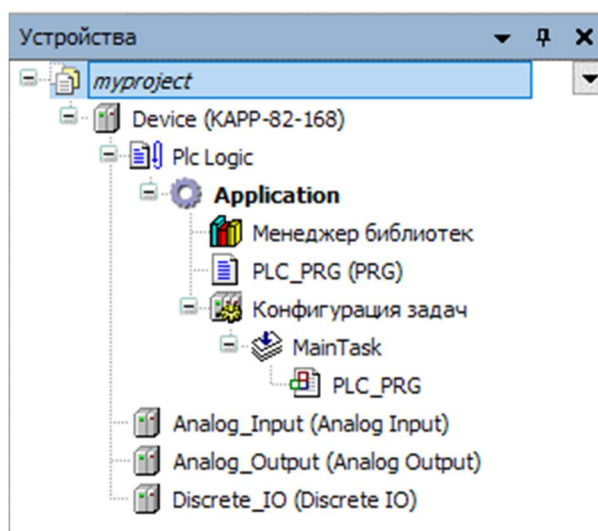 Устройства
myproject
Device (KAPP-82-168)
Plc Logic
Application
Менеджер библиотек
PLC_PRG (PRG)
Конфигурация задач
MainTask
PLC_PRG
Analog_Input (Analog Input)
Analog_Output (Analog Output)
Discrete_IO (Discrete IO)